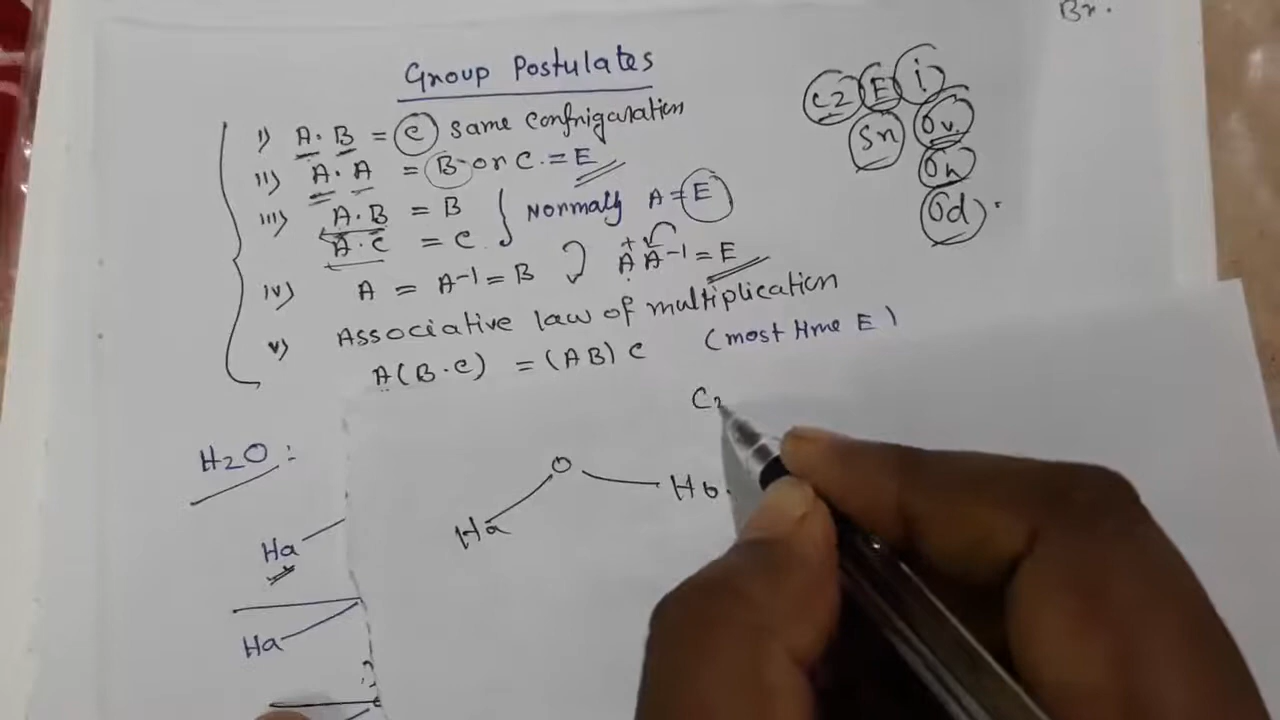 Br.
Group Postulates
i) A. B = C same configaration
ii) A. A = B or C. = E
iii) A.B = B
A.C = C
Normally A = E
iv) A = A-1 = B
A A-1 = E
v) Associative law of multiplication
A(B.C) = (AB) C (most time E)
C2 E i
Sn σv
σh
σd.
H2O:
Ha
Ha
C2
O
Ha
Hb.